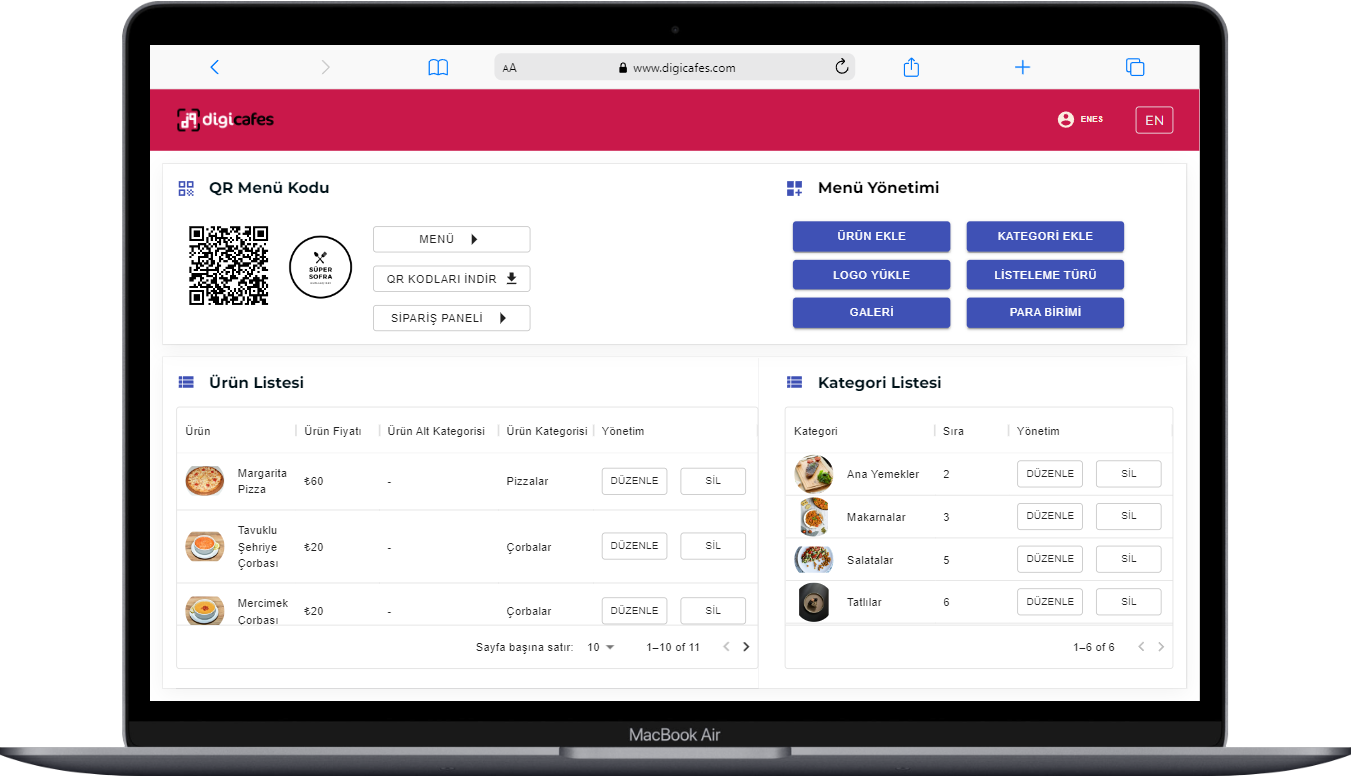 AA
www.digicafes.com
digicafes
ENES
EN
QR Menü Kodu
SÜPER
SOFRA
MENÜ
QR KODLARI İNDİR
SİPARİŞ PANELİ
Menü Yönetimi
ÜRÜN EKLE
KATEGORİ EKLE
LOGO YÜKLE
LİSTELEME TÜRÜ
GALERİ
PARA BİRİMİ
Ürün Listesi
Ürün Ürün Fiyatı Ürün Alt Kategorisi Ürün Kategorisi Yönetim
Margarita
Pizza
₺60 - Pizzalar DÜZENLE SİL
Tavuklu
Şehriye
Çorbası
₺20 - Çorbalar DÜZENLE SİL
Mercimek
Çorbası
₺20 - Çorbalar DÜZENLE SİL
Sayfa başına satır: 10 1–10 of 11
Kategori Listesi
Kategori Sıra Yönetim
Ana Yemekler 2 DÜZENLE SİL
Makarnalar 3 DÜZENLE SİL
Salatalar 5 DÜZENLE SİL
Tatlılar 6 DÜZENLE SİL
1–6 of 6
MacBook Air